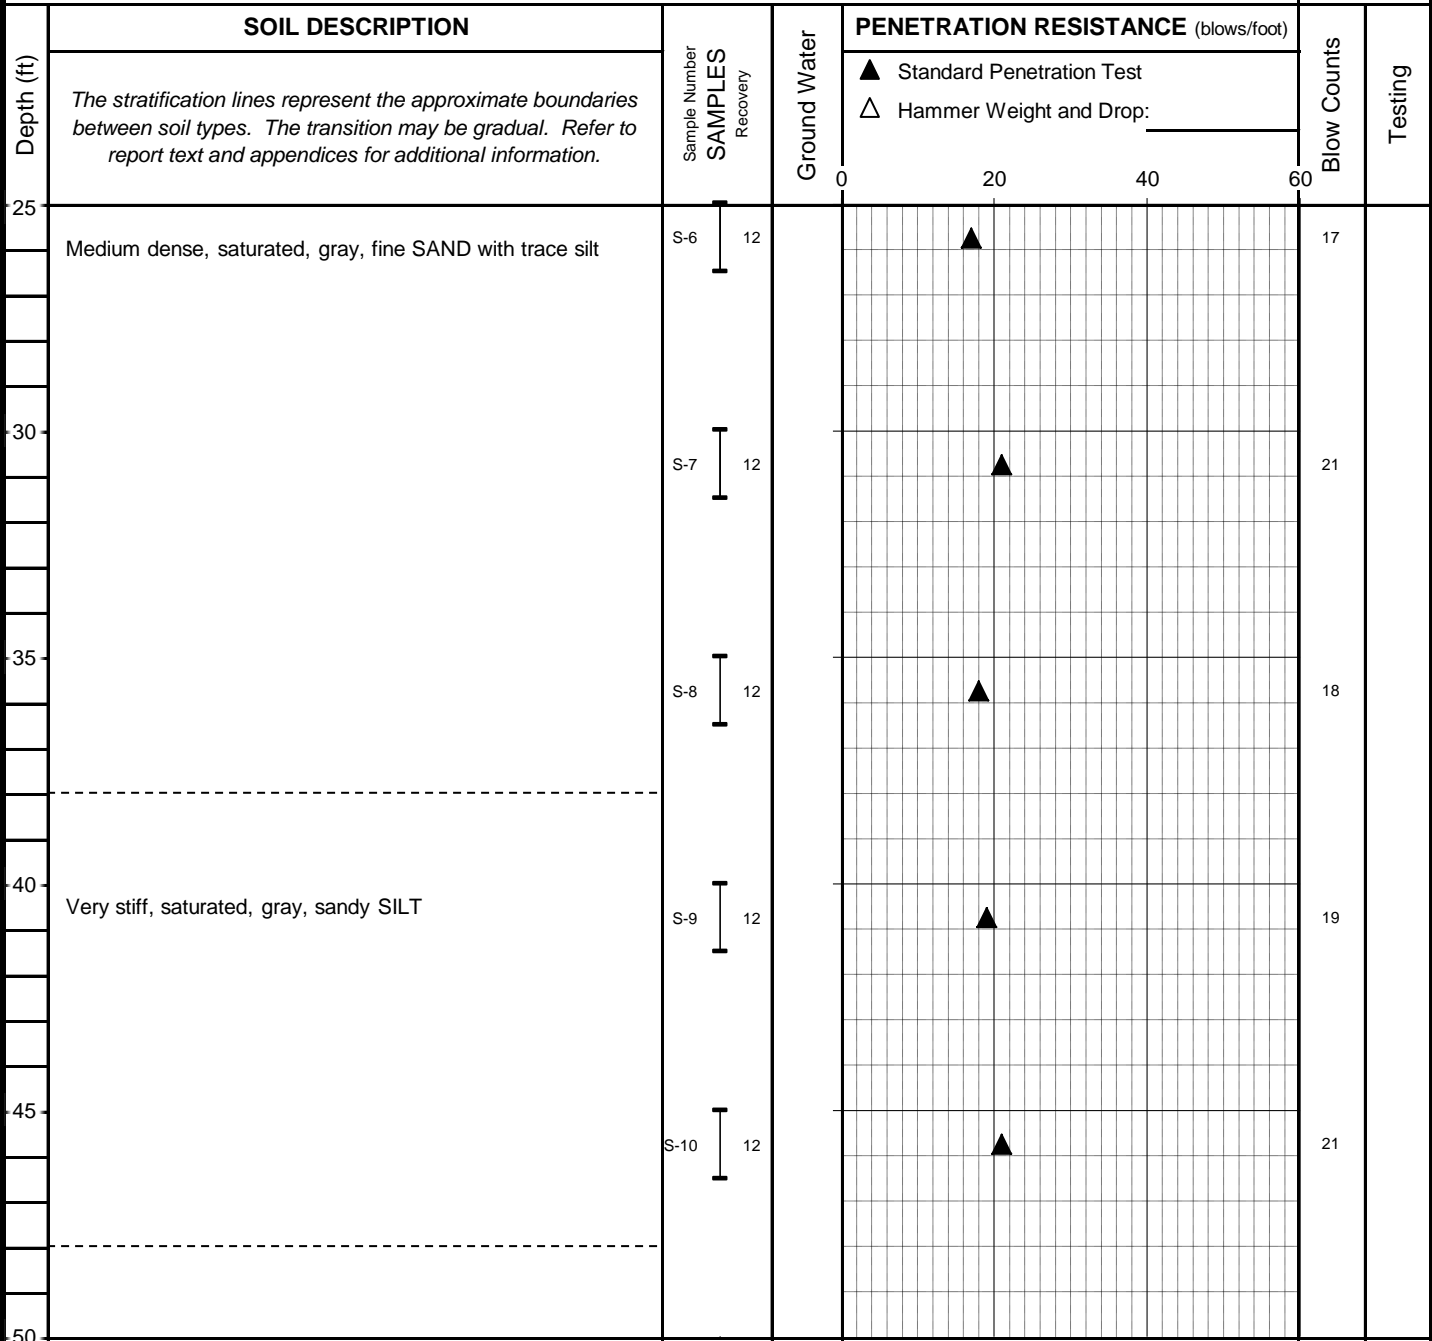 Depth (ft)
SOIL DESCRIPTION
The stratification lines represent the approximate boundaries
between soil types. The transition may be gradual. Refer to
report text and appendices for additional information.
Sample Number
SAMPLES
Recovery
Ground Water
PENETRATION RESISTANCE (blows/foot)
▲ Standard Penetration Test
△ Hammer Weight and Drop:
0 20 40 60
Blow Counts
Testing
25
Medium dense, saturated, gray, fine SAND with trace silt
S-6 12 17
30
S-7 12 21
35
S-8 12 18
40
Very stiff, saturated, gray, sandy SILT
S-9 12 19
45
S-10 12 21
50